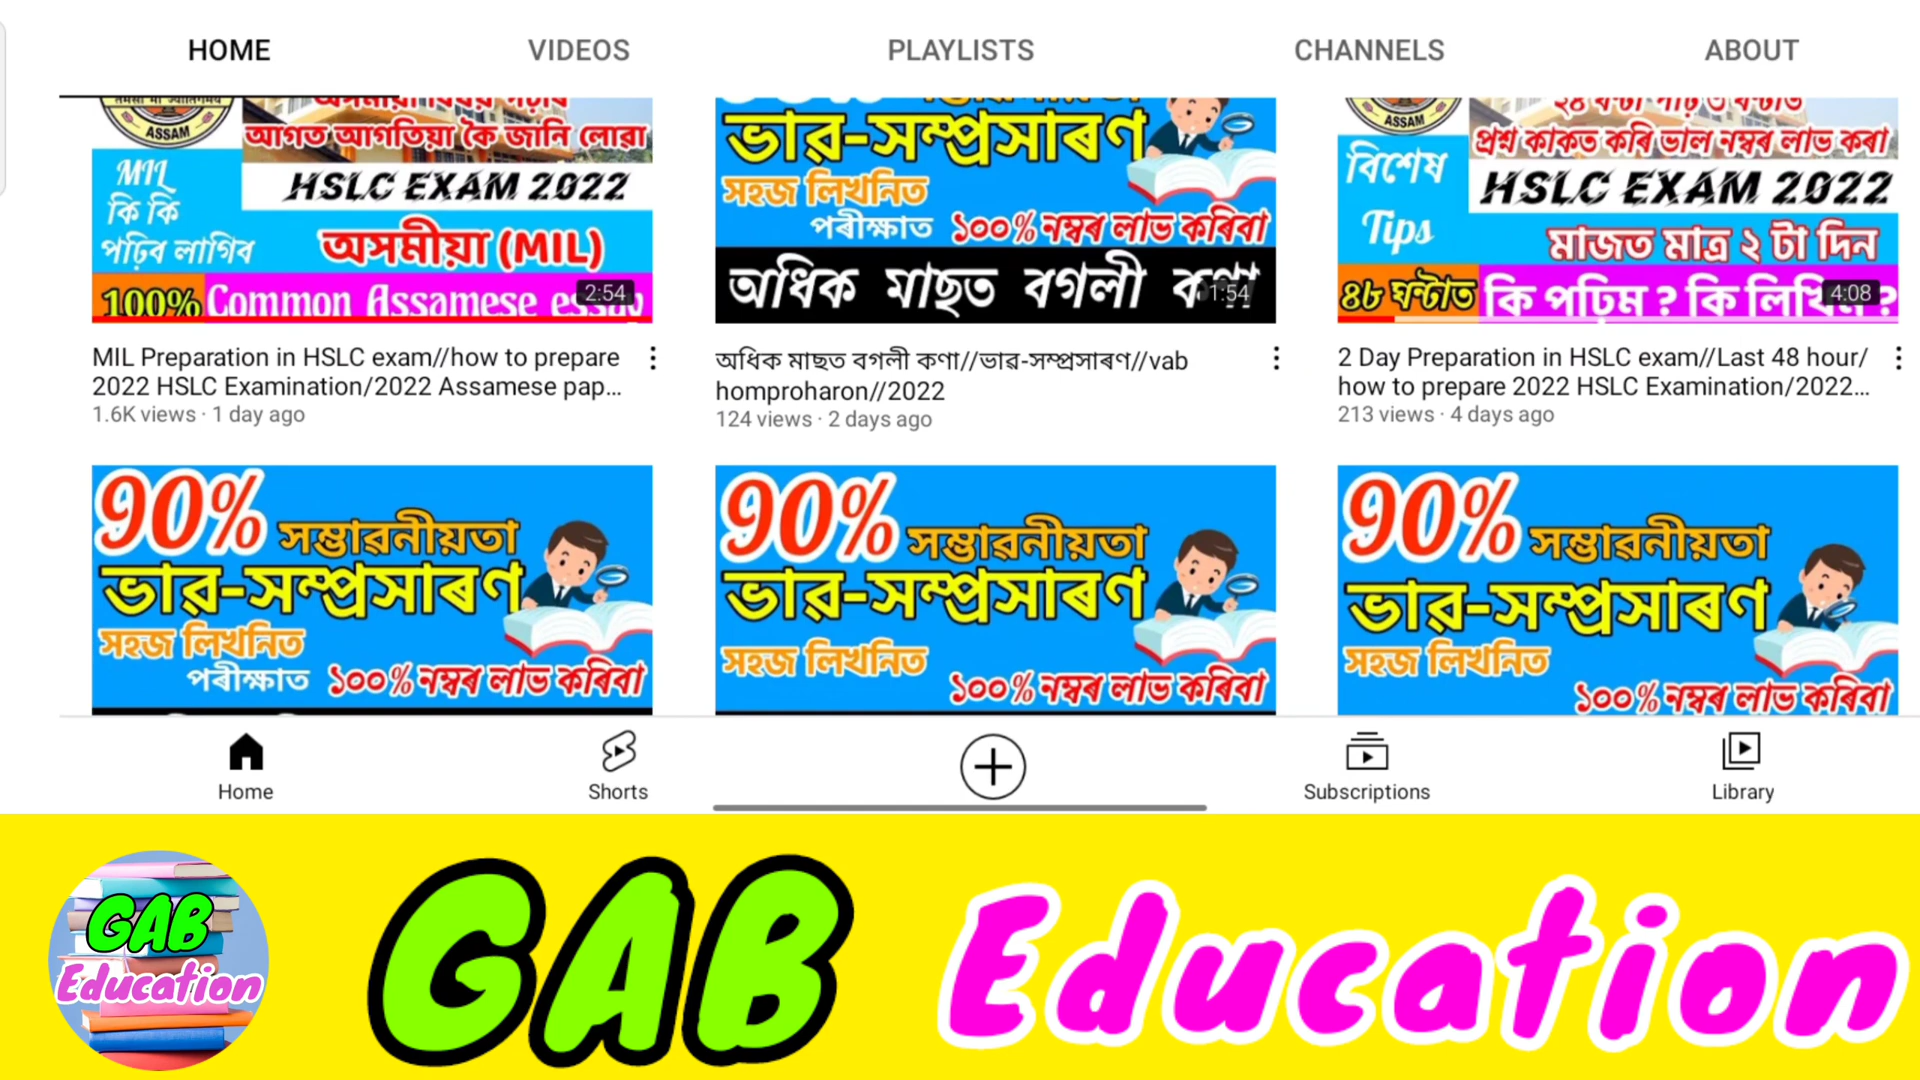 HOME VIDEOS PLAYLISTS CHANNELS ABOUT
ASSAM
আগত আগতিয়া কৈ জানি লোৱা
MIL
কি কি
পঢ়িব লাগিব
HSLC EXAM 2022
অসমীয়া (MIL)
100% Common Assamese essay
2:54
MIL Preparation in HSLC exam//how to prepare
2022 HSLC Examination/2022 Assamese pap...
1.6K views · 1 day ago
ভাৱ-সম্প্ৰসাৰণ
সহজ লিখনিত
পৰীক্ষাত ১০০% নম্বৰ লাভ কৰিবা
অধিক মাছত বগলী কণা
1:54
অধিক মাছত বগলী কণা//ভাৱ-সম্প্ৰসাৰণ//vab
homproharon//2022
124 views · 2 days ago
ASSAM
প্ৰশ্ন কাকত কৰি ভাল নম্বৰ লাভ কৰা
বিশেষ
Tips
HSLC EXAM 2022
মাজত মাত্ৰ ২ টা দিন
৪৮ ঘন্টাত কি পঢ়িম ? কি লিখিম ?
4:08
2 Day Preparation in HSLC exam//Last 48 hour/
how to prepare 2022 HSLC Examination/2022...
213 views · 4 days ago
90% সম্ভাৱনীয়তা
ভাৱ-সম্প্ৰসাৰণ
সহজ লিখনিত
পৰীক্ষাত ১০০% নম্বৰ লাভ কৰিবা
90% সম্ভাৱনীয়তা
ভাৱ-সম্প্ৰসাৰণ
সহজ লিখনিত
১০০% নম্বৰ লাভ কৰিবা
90% সম্ভাৱনীয়তা
ভাৱ-সম্প্ৰসাৰণ
সহজ লিখনিত
১০০% নম্বৰ লাভ কৰিবা
Home Shorts Subscriptions Library
GAB
Education
GAB Education